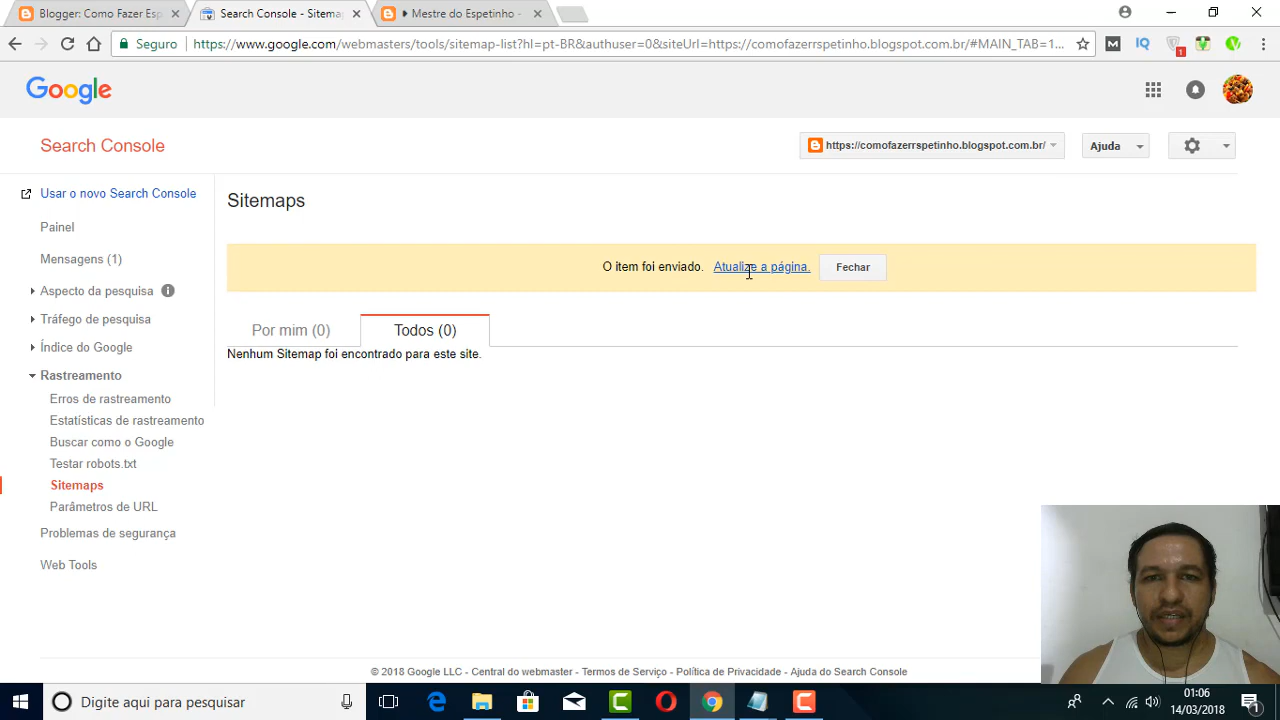 Blogger: Como Fazer Esp
Search Console - Sitema
Mestre do Espetinho -
Seguro
https://www.google.com/webmasters/tools/sitemap-list?hl=pt-BR&authuser=0&siteUrl=https://comofazerrspetinho.blogspot.com.br/#MAIN_TAB=1...
Google
Search Console
https://comofazerrspetinho.blogspot.com.br/
Ajuda
Usar o novo Search Console
Painel
Mensagens (1)
Aspecto da pesquisa
Tráfego de pesquisa
Índice do Google
Rastreamento
Erros de rastreamento
Estatísticas de rastreamento
Buscar como o Google
Testar robots.txt
Sitemaps
Parâmetros de URL
Problemas de segurança
Web Tools
Sitemaps
O item foi enviado. Atualize a página. Fechar
Por mim (0) Todos (0)
Nenhum Sitemap foi encontrado para este site.
© 2018 Google LLC - Central do webmaster - Termos de Serviço - Política de Privacidade - Ajuda do Search Console
Digite aqui para pesquisar
01:06
14/03/2018